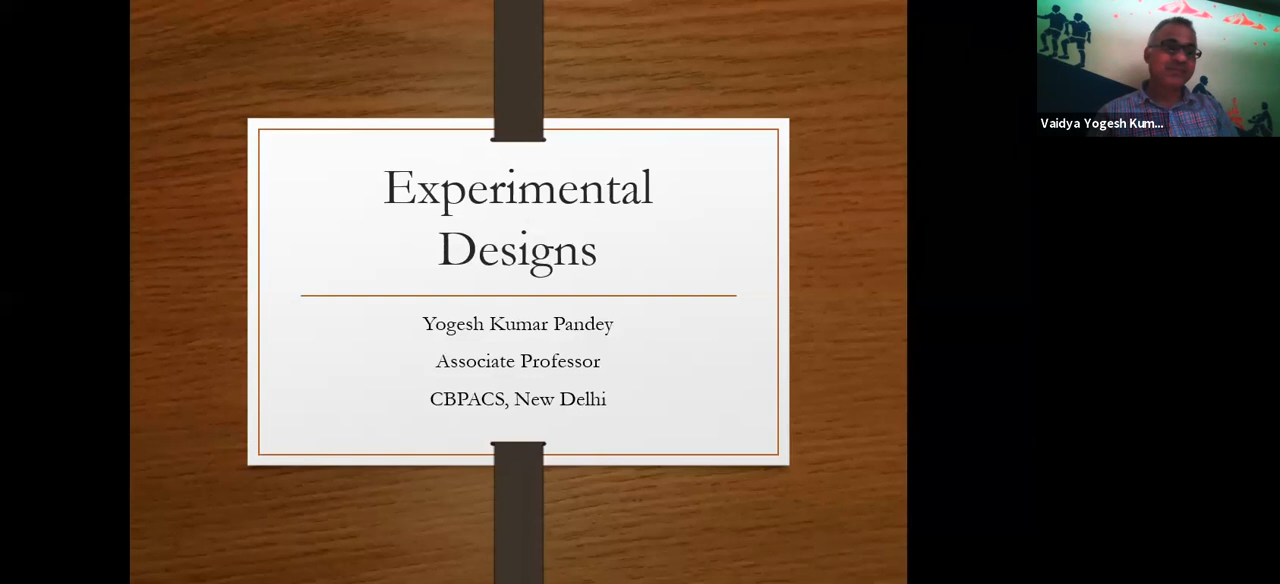 Experimental
Designs
Yogesh Kumar Pandey
Associate Professor
CBPACS, New Delhi
Vaidya Yogesh Kum...